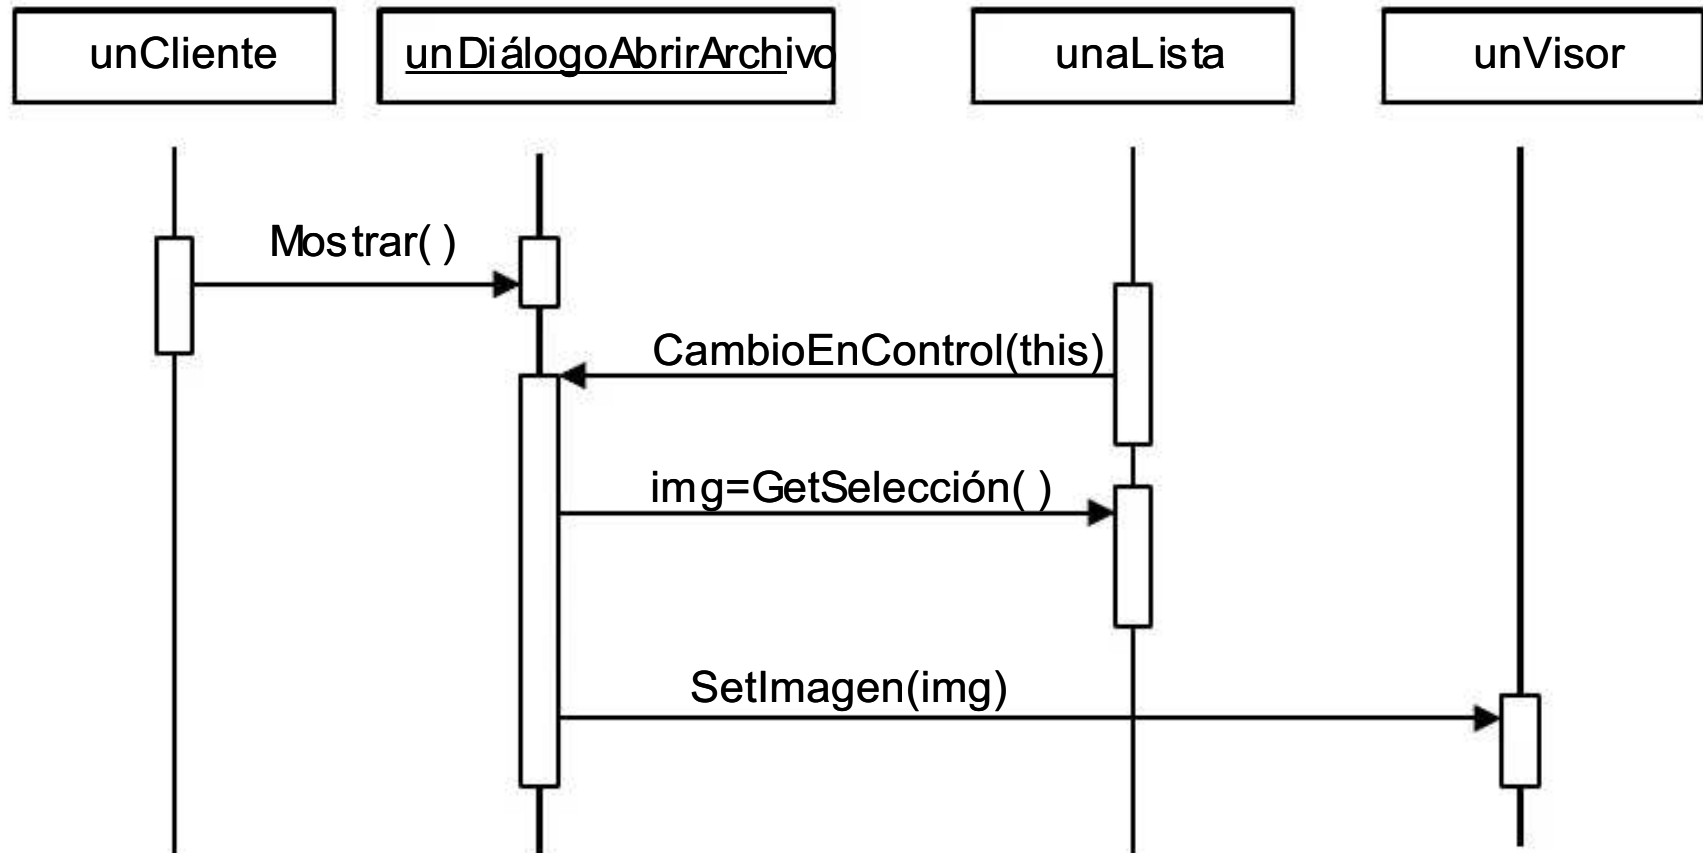 unCliente
unDiálogoAbrirArchivo
unaLista
unVisor
Mostrar( )
CambioEnControl(this)
img=GetSelección( )
SetImagen(img)